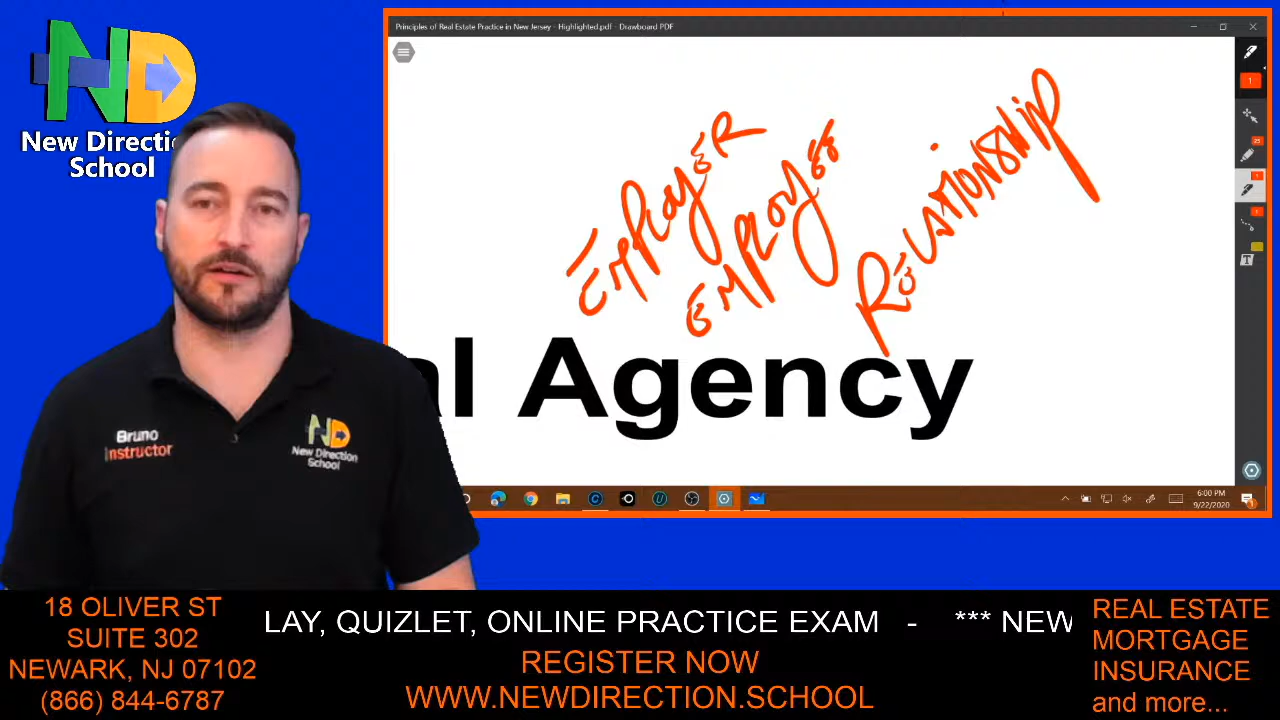 ND
New Directi
School
Principles of Real Estate Practice in New Jersey - Highlighted.pdf - Drawboard PDF
EMPLOYER
EMPLOYEE
RELATIONSHIP
al Agency
Bruno
Instructor
ND
New Direction
School
6:00 PM
9/22/2020
18 OLIVER ST
SUITE 302
NEWARK, NJ 07102
(866) 844-6787
LAY, QUIZLET, ONLINE PRACTICE EXAM - *** NEW
REGISTER NOW
WWW.NEWDIRECTION.SCHOOL
REAL ESTATE
MORTGAGE
INSURANCE
and more...